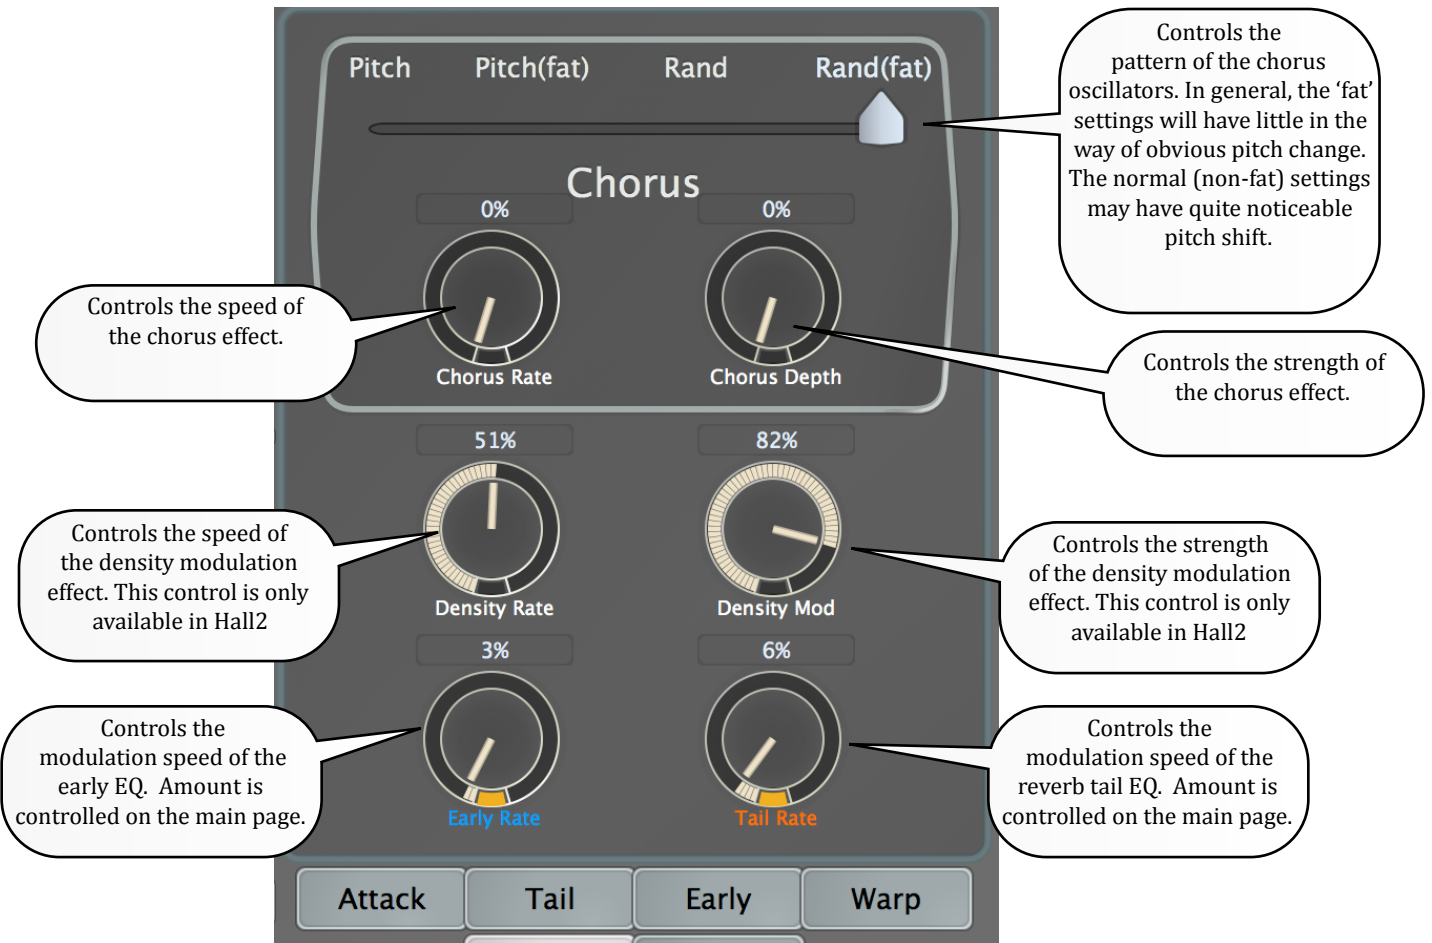 Pitch Pitch(fat) Rand Rand(fat)
Controls the
pattern of the chorus
oscillators. In general, the ‘fat’
settings will have little in the
way of obvious pitch change.
The normal (non-fat) settings
may have quite noticeable
pitch shift.
Chorus
0% 0%
Controls the speed of
the chorus effect.
Chorus Rate Chorus Depth
Controls the strength of
the chorus effect.
51% 82%
Controls the speed of
the density modulation
effect. This control is only
available in Hall2
Density Rate Density Mod
Controls the strength
of the density modulation
effect. This control is only
available in Hall2
3% 6%
Controls the
modulation speed of the
early EQ.  Amount is
controlled on the main page.
Early Rate Tail Rate
Controls the
modulation speed of the
reverb tail EQ.  Amount is
controlled on the main page.
Attack Tail Early Warp